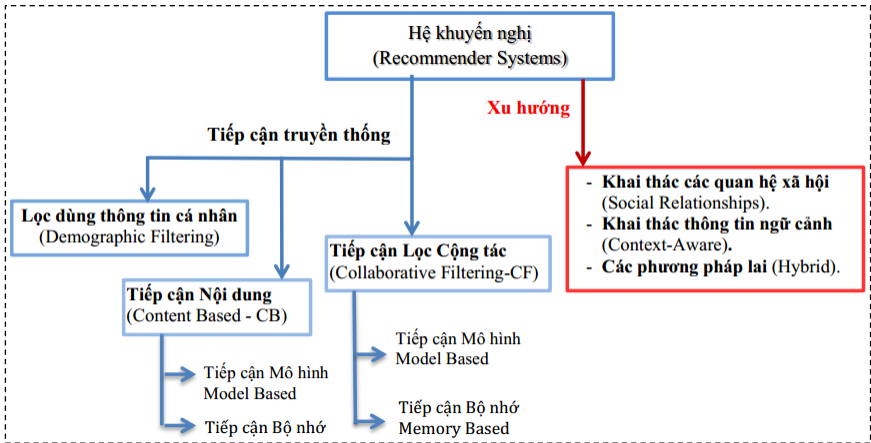 Hệ khuyến nghị
(Recommender Systems)
Xu hướng
Tiếp cận truyền thống
Lọc dùng thông tin cá nhân
(Demographic Filtering)
Tiếp cận Nội dung
(Content Based - CB)
Tiếp cận Mô hình
Model Based
Tiếp cận Bộ nhớ
Tiếp cận Lọc Cộng tác
(Collaborative Filtering-CF)
Tiếp cận Mô hình
Model Based
Tiếp cận Bộ nhớ
Memory Based
- Khai thác các quan hệ xã hội
(Social Relationships).
- Khai thác thông tin ngữ cảnh
(Context-Aware).
- Các phương pháp lai (Hybrid).